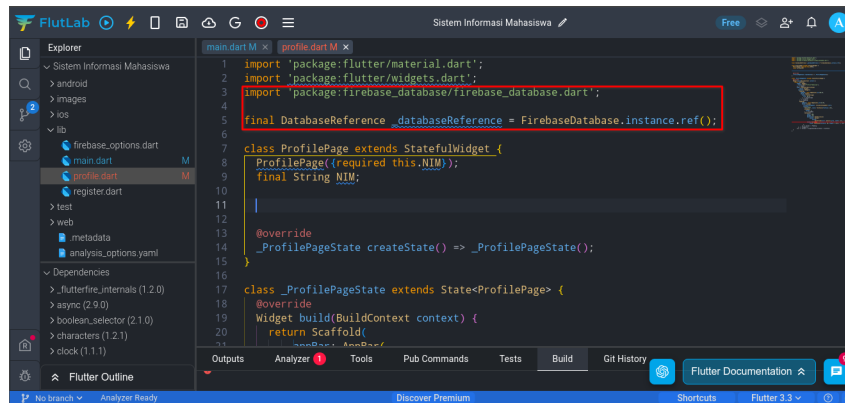 FlutLab
Sistem Informasi Mahasiswa
Free
A
Explorer
main.dart M ×
profile.dart M ×
Sistem Informasi Mahasiswa
> android
> images
> ios
lib
firebase_options.dart
main.dart M
profile.dart M
register.dart
> test
> web
.metadata
analysis_options.yaml
Dependencies
> _flutterfire_internals (1.2.0)
> async (2.9.0)
> boolean_selector (2.1.0)
> characters (1.2.1)
> clock (1.1.1)
Flutter Outline
2
R
1 import 'package:flutter/material.dart';
2 import 'package:flutter/widgets.dart';
3 import 'package:firebase_database/firebase_database.dart';
4
5 final DatabaseReference _databaseReference = FirebaseDatabase.instance.ref();
6
7 class ProfilePage extends StatefulWidget {
8 ProfilePage({required this.NIM});
9 final String NIM;
10
11
12
13 @override
14 _ProfilePageState createState() => _ProfilePageState();
15 }
16
17 class _ProfilePageState extends State<ProfilePage> {
18 @override
19 Widget build(BuildContext context) {
20 return Scaffold(
21 appBar: AppBar(
Outputs
Analyzer 1
Tools
Pub Commands
Tests
Build
Git History
Flutter Documentation
No branch
Analyzer Ready
Discover Premium
Shortcuts
Flutter 3.3